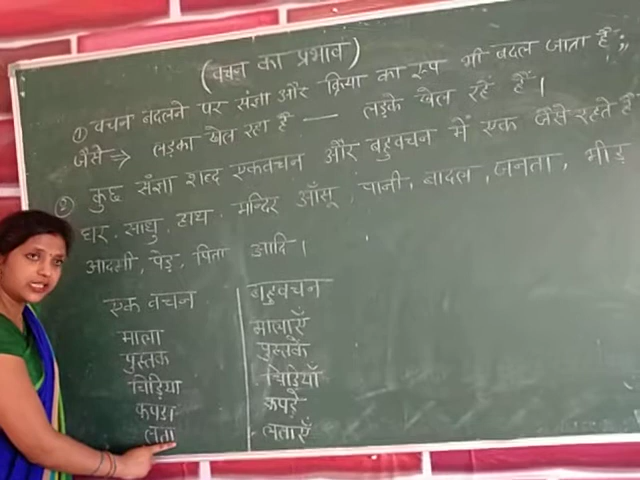 (वचन का प्रभाव)
① वचन बदलने पर संज्ञा और क्रिया का रूप भी बदल जाता है;
जैसे ⇒ लड़का खेल रहा है — लड़के खेल रहें हैं।
② कुछ संज्ञा शब्द एकवचन और बहुवचन में एक जैसे रहते हैं
घर, साधु, हाथ, मन्दिर आँसू, पानी, बादल, जनता, भीड़
आदमी, पेड़, पिता आदि।
एक वचन बहुवचन
माला मालाएँ
पुस्तक पुस्तकें
चिड़िया चिड़ियाँ
कपड़ा कपड़े
लता लताएँ